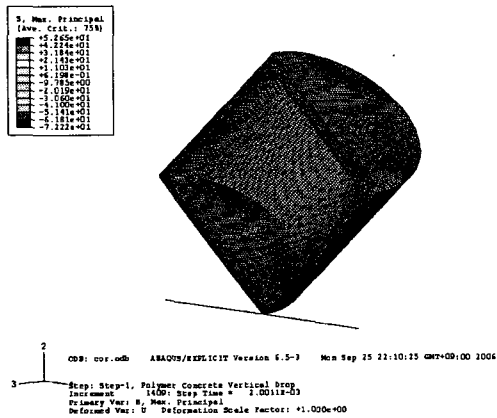 S, Max. Principal
(Ave. Crit.: 75%)
+5.265e+01
+4.224e+01
+3.184e+01
+2.143e+01
+1.103e+01
+6.198e-01
-9.785e+00
-2.019e+01
-3.060e+01
-4.100e+01
-5.141e+01
-6.181e+01
-7.222e+01
2
3
ODB: cor.odb ABAQUS/EXPLICIT Version 6.5-3 Mon Sep 25 22:10:25 GMT+09:00 2006
Step: Step-1, Polymer Concrete Vertical Drop
Increment 1409: Step Time = 2.0011E-03
Primary Var: S, Max. Principal
Deformed Var: U Deformation Scale Factor: +1.000e+00